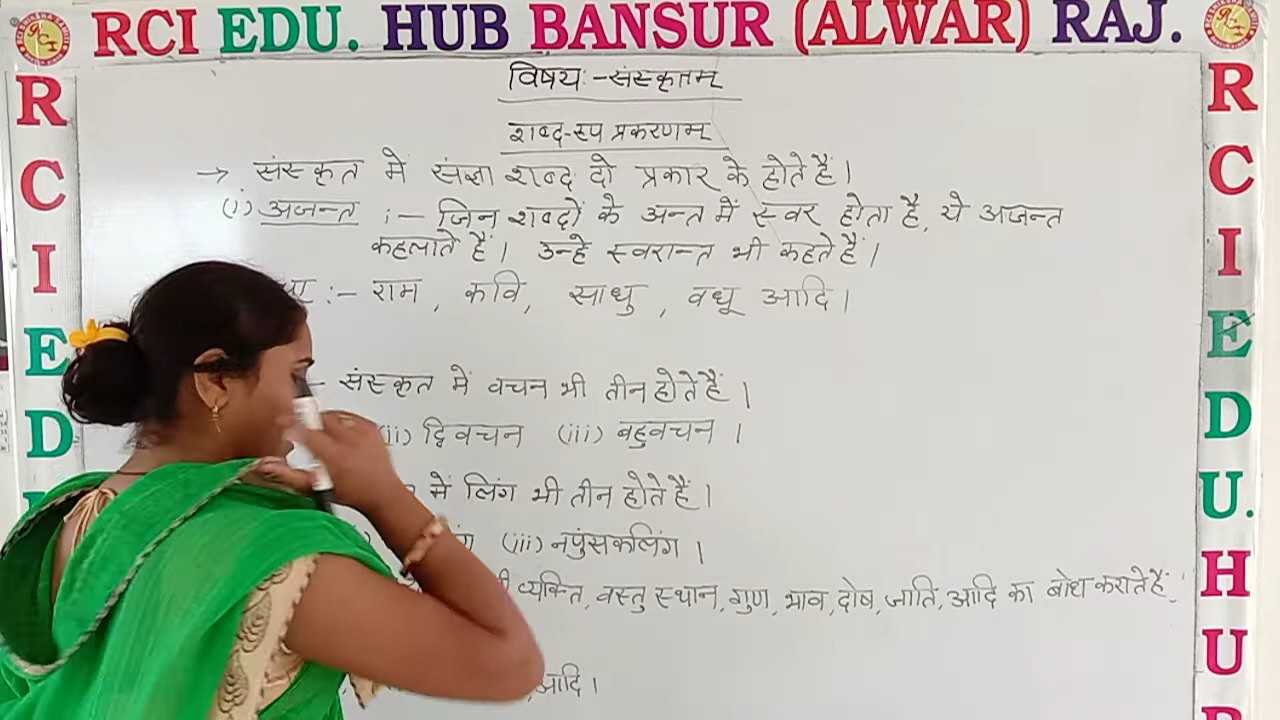 RCI EDU. HUB BANSUR (ALWAR) RAJ.
विषयः-संस्कृतम्
शब्द-रूप प्रकरणम्
→ संस्कृत में संज्ञा शब्द दो प्रकार के होते हैं।
(i) अजन्त :- जिन शब्दों के अन्त में स्वर होता है, ये अजन्त
कहलाते हैं। उन्हे स्वरान्त भी कहते हैं।
:- राम, कवि, साधु, वधू आदि।
- संस्कृत में वचन भी तीन होते हैं।
(ii) द्विवचन (iii) बहुवचन।
में लिंग भी तीन होते हैं।
(iii) नपुंसकलिंग।
व्यक्ति, वस्तु स्थान, गुण, भाव, दोष, जाति, आदि का बोध कराते हैं।
,आदि।
R C I E D
R C I E D U. H U